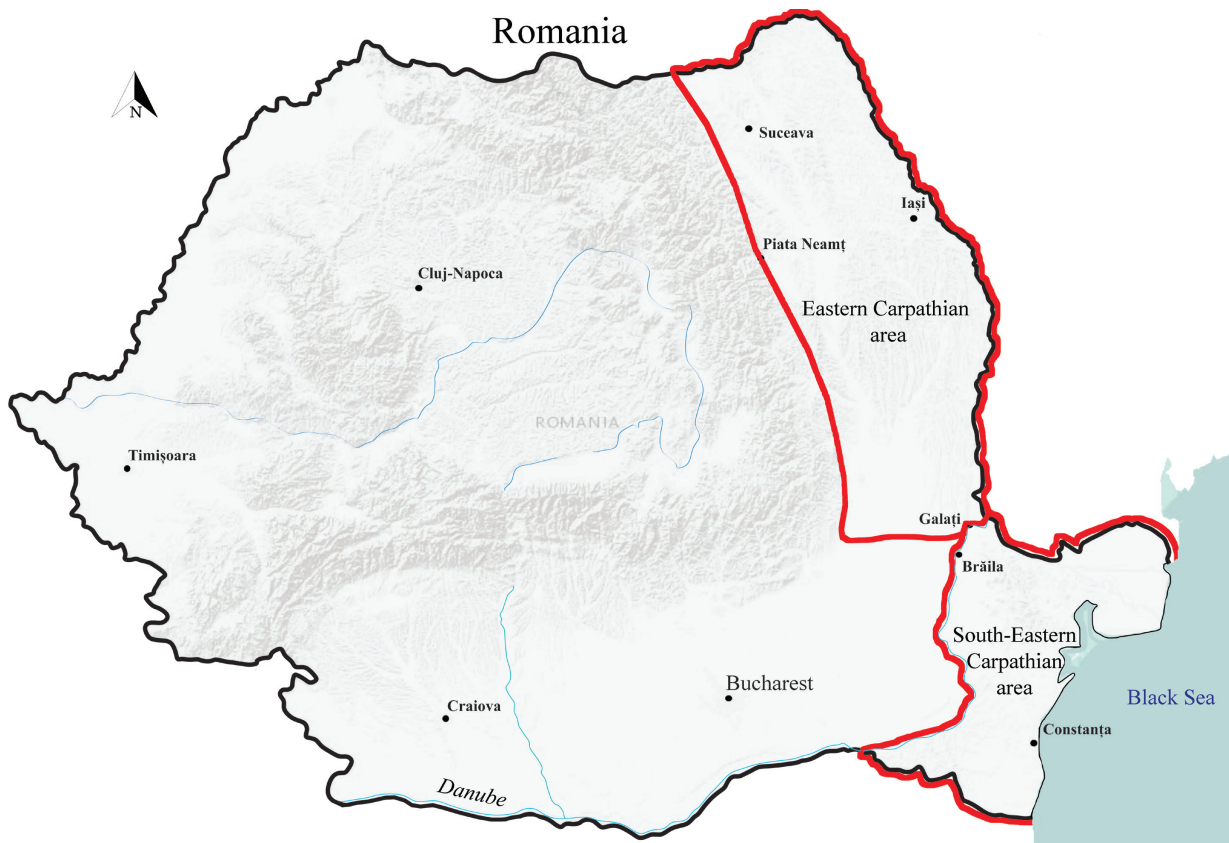 Romania
N
Suceava
Iași
Piata Neamț
Cluj-Napoca
Eastern Carpathian
area
ROMANIA
Timișoara
Galați
Brăila
South-Eastern
Carpathian
area
Bucharest
Black Sea
Craiova
Constanța
Danube